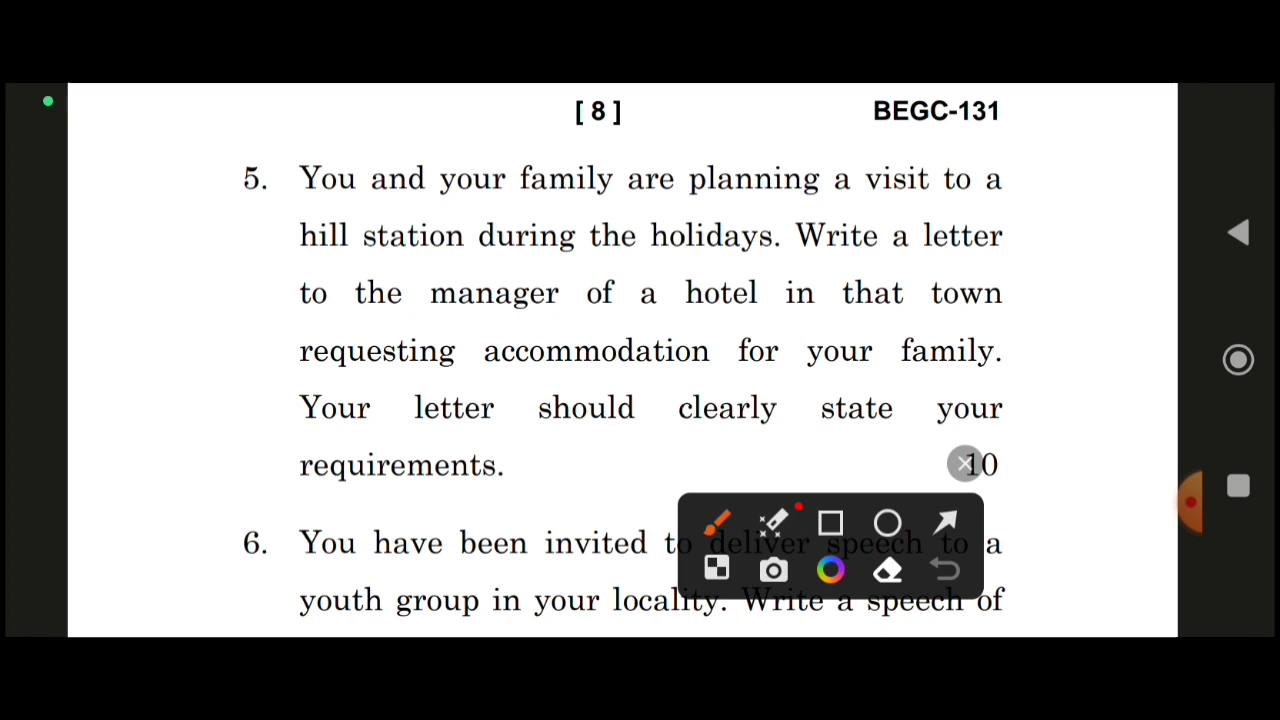 [ 8 ] BEGC-131
5. You and your family are planning a visit to a
hill station during the holidays. Write a letter
to the manager of a hotel in that town
requesting accommodation for your family.
Your letter should clearly state your
requirements. 10
6. You have been invited to deliver speech to a
youth group in your locality. Write a speech of